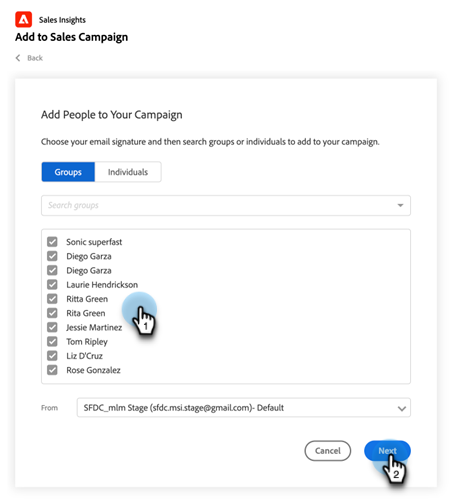 Sales Insights
Add to Sales Campaign
Back
Add People to Your Campaign
Choose your email signature and then search groups or individuals to add to your campaign.
Groups Individuals
Search groups
Sonic superfast
Diego Garza
Diego Garza
Laurie Hendrickson
Ritta Green
Rita Green
Jessie Martinez
Tom Ripley
Liz D'Cruz
Rose Gonzalez
1
From SFDC_mlm Stage (sfdc.msi.stage@gmail.com)- Default
Cancel Next
2